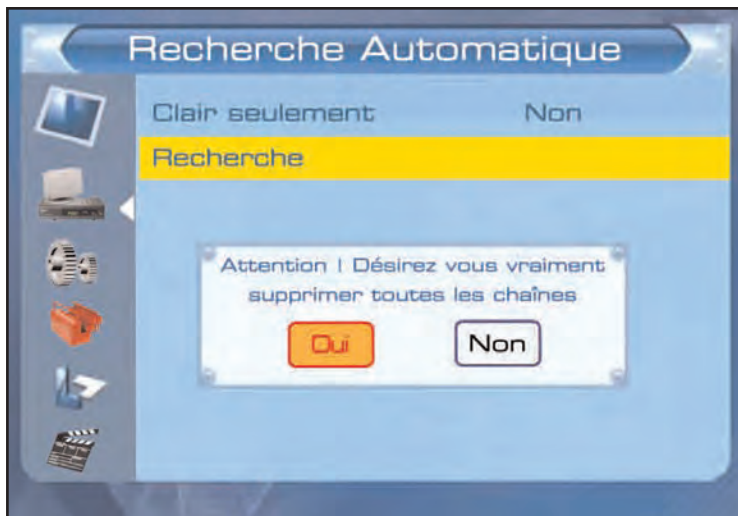 Recherche Automatique
Clair seulement Non
Recherche
Attention ! Désirez vous vraiment
supprimer toutes les chaînes
Oui Non